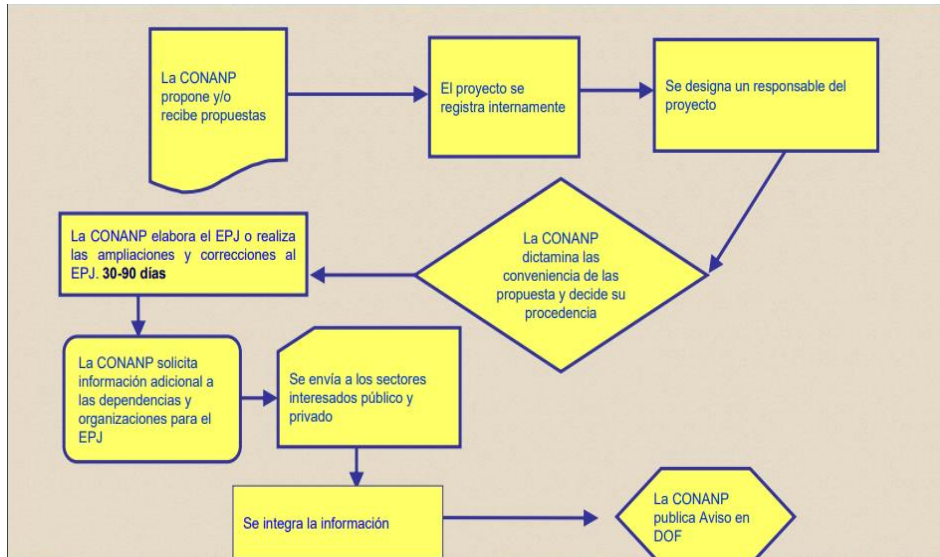 La CONANP
propone y/o
recibe propuestas
El proyecto se
registra internamente
Se designa un responsable del
proyecto
La CONANP
dictamina las
conveniencia de las
propuesta y decide su
procedencia
La CONANP elabora el EPJ o realiza
las ampliaciones y correcciones al
EPJ. 30-90 días
La CONANP solicita
información adicional a
las dependencias y
organizaciones para el
EPJ
Se envía a los sectores
interesados público y
privado
Se integra la información
La CONANP
publica Aviso en
DOF